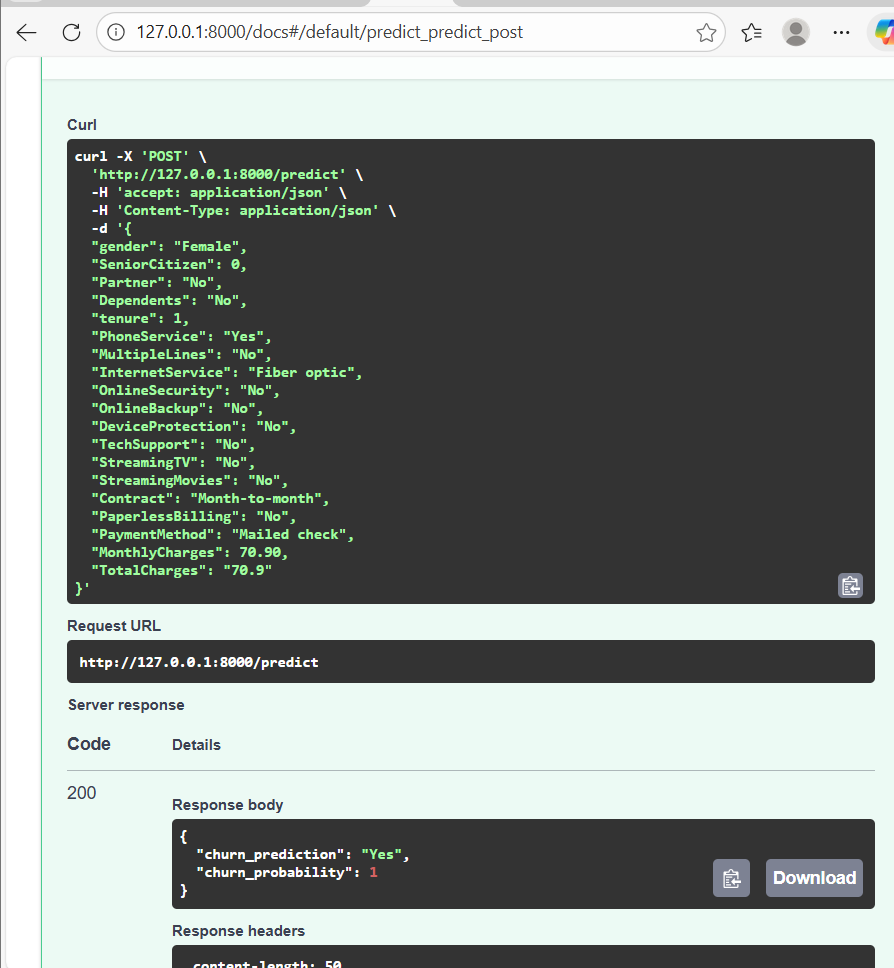 127.0.0.1:8000/docs#/default/predict_predict_post
Curl
curl -X 'POST' \
  'http://127.0.0.1:8000/predict' \
  -H 'accept: application/json' \
  -H 'Content-Type: application/json' \
  -d '{
  "gender": "Female",
  "SeniorCitizen": 0,
  "Partner": "No",
  "Dependents": "No",
  "tenure": 1,
  "PhoneService": "Yes",
  "MultipleLines": "No",
  "InternetService": "Fiber optic",
  "OnlineSecurity": "No",
  "OnlineBackup": "No",
  "DeviceProtection": "No",
  "TechSupport": "No",
  "StreamingTV": "No",
  "StreamingMovies": "No",
  "Contract": "Month-to-month",
  "PaperlessBilling": "No",
  "PaymentMethod": "Mailed check",
  "MonthlyCharges": 70.90,
  "TotalCharges": "70.9"
}'
Request URL
http://127.0.0.1:8000/predict
Server response
Code Details
200
Response body
{
  "churn_prediction": "Yes",
  "churn_probability": 1
}
Download
Response headers
content-length: 50